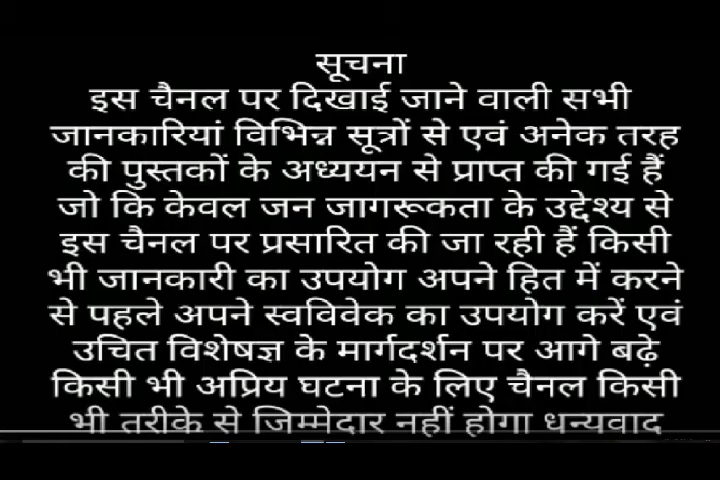 सूचना
इस चैनल पर दिखाई जाने वाली सभी
जानकारियां विभिन्न सूत्रों से एवं अनेक तरह
की पुस्तकों के अध्ययन से प्राप्त की गई हैं
जो कि केवल जन जागरूकता के उद्देश्य से
इस चैनल पर प्रसारित की जा रही हैं किसी
भी जानकारी का उपयोग अपने हित में करने
से पहले अपने स्वविवेक का उपयोग करें एवं
उचित विशेषज्ञ के मार्गदर्शन पर आगे बढ़े
किसी भी अप्रिय घटना के लिए चैनल किसी
भी तरीके से जिम्मेदार नहीं होगा धन्यवाद